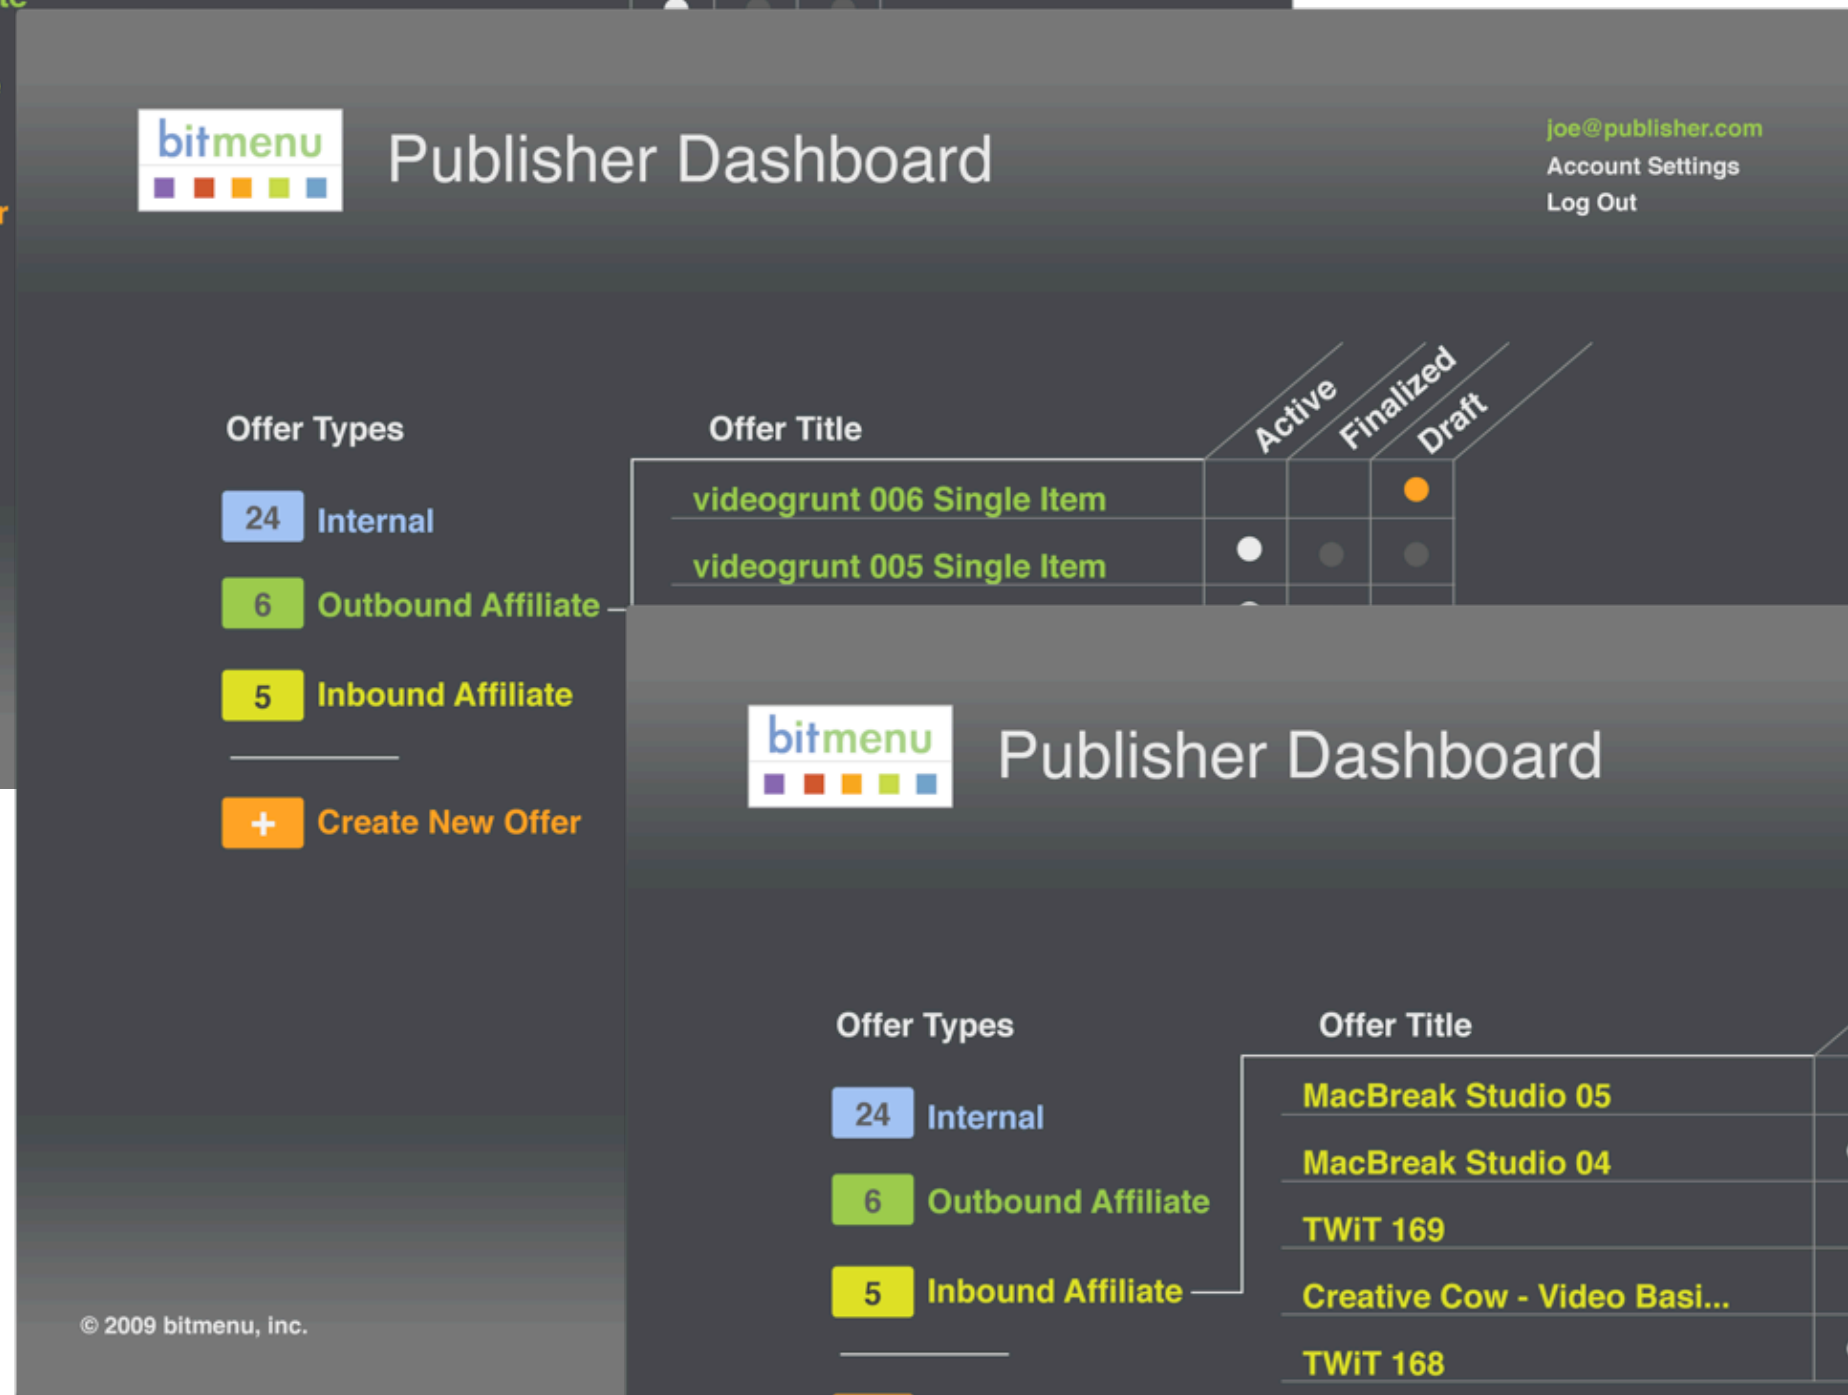 bitmenu
Publisher Dashboard
joe@publisher.com
Account Settings
Log Out
Offer Types
Offer Title
Active
Finalized
Draft
24 Internal
6 Outbound Affiliate
5 Inbound Affiliate
+ Create New Offer
videogrunt 006 Single Item
videogrunt 005 Single Item
© 2009 bitmenu, inc.
bitmenu
Publisher Dashboard
Offer Types
Offer Title
24 Internal
6 Outbound Affiliate
5 Inbound Affiliate
MacBreak Studio 05
MacBreak Studio 04
TWiT 169
Creative Cow - Video Basi...
TWiT 168